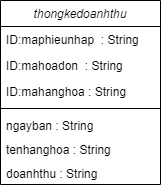 thongkedoanhthu
ID:maphieunhap : String
ID:mahoadon : String
ID:mahanghoa : String
ngayban : String
tenhanghoa : String
doanhthu : String